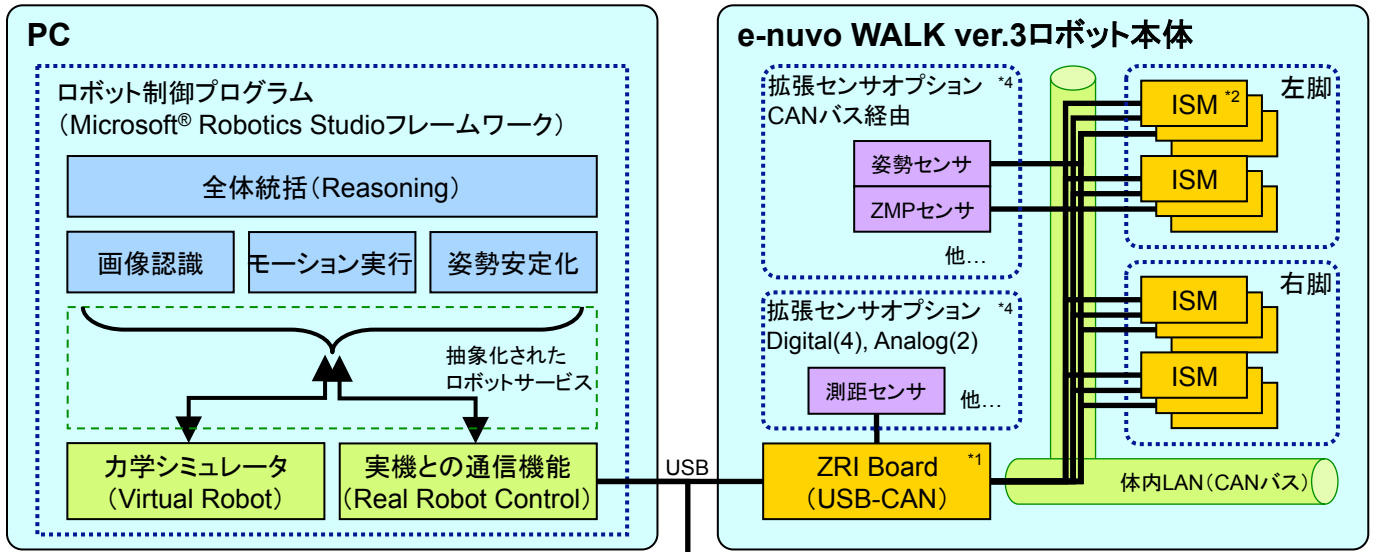 PC
ロボット制御プログラム
（Microsoft® Robotics Studioフレームワーク）
全体統括（Reasoning）
画像認識
モーション実行
姿勢安定化
抽象化された
ロボットサービス
力学シミュレータ
（Virtual Robot）
実機との通信機能
（Real Robot Control）
USB
e-nuvo WALK ver.3ロボット本体
拡張センサオプション *4
CANバス経由
姿勢センサ
ZMPセンサ
他…
拡張センサオプション *4
Digital(4), Analog(2)
測距センサ
他…
ZRI Board *1
（USB-CAN）
ISM *2
左脚
ISM
右脚
ISM
ISM
体内LAN（CANバス）